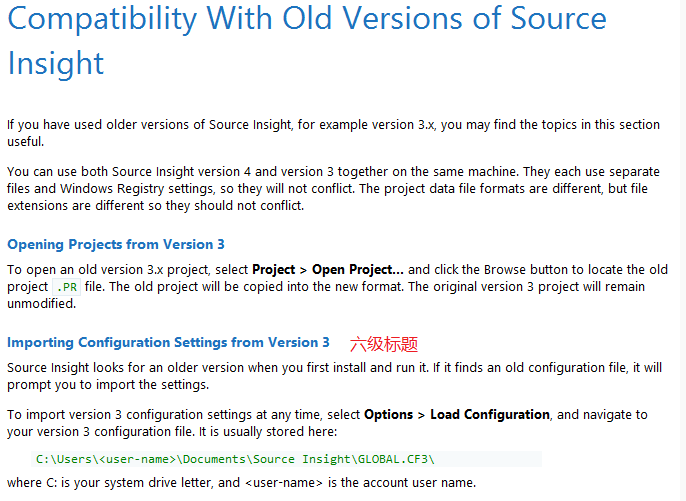 Compatibility With Old Versions of Source
Insight
If you have used older versions of Source Insight, for example version 3.x, you may find the topics in this section
useful.
You can use both Source Insight version 4 and version 3 together on the same machine. They each use separate
files and Windows Registry settings, so they will not conflict. The project data file formats are different, but file
extensions are different so they should not conflict.
Opening Projects from Version 3
To open an old version 3.x project, select Project > Open Project... and click the Browse button to locate the old
project .PR file. The old project will be copied into the new format. The original version 3 project will remain
unmodified.
Importing Configuration Settings from Version 3 六级标题
Source Insight looks for an older version when you first install and run it. If it finds an old configuration file, it will
prompt you to import the settings.
To import version 3 configuration settings at any time, select Options > Load Configuration, and navigate to
your version 3 configuration file. It is usually stored here:
C:\Users\<user-name>\Documents\Source Insight\GLOBAL.CF3\
where C: is your system drive letter, and <user-name> is the account user name.